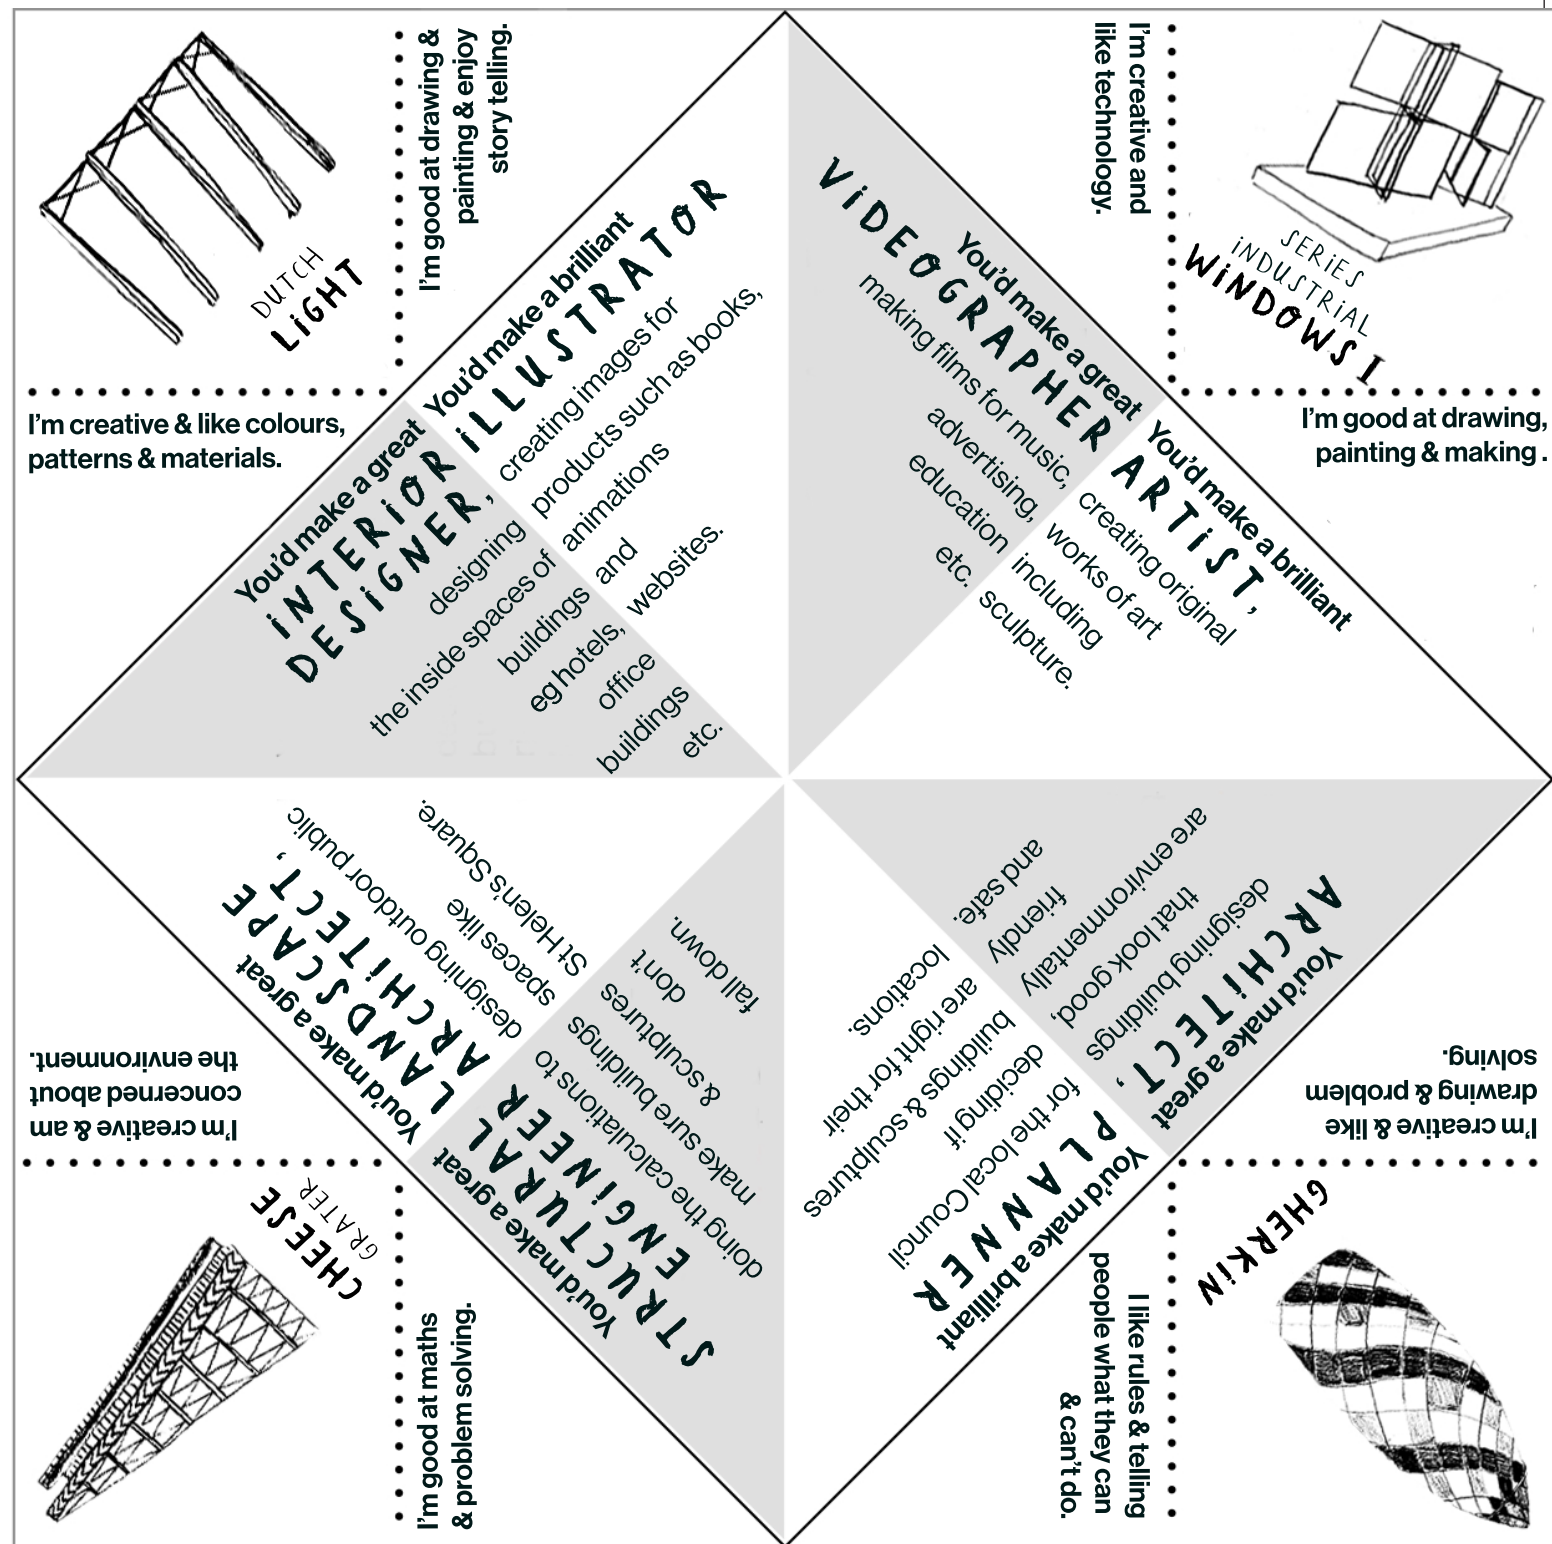 DUTCH
LiGHT
I'm good at drawing &
painting & enjoy
story telling.
I'm creative & like colours,
patterns & materials.
You'd make a brilliant
iLLUSTRATOR
creating images for
products such as books,
animations
and
websites.
You'd make a great
iNTERiOR
DESiGNER,
designing
the inside spaces of
buildings
eg hotels,
office
buildings
etc.
I'm creative and
like technology.
SERiES
iNDUSTRiAL
WiNDOWS I
I'm good at drawing,
painting & making .
You'd make a great
ViDEOGRAPHER
making films for music,
advertising,
education
etc.
You'd make a brilliant
ARTiST,
creating original
works of art
including
sculpture.
I'm creative & like
drawing & problem
solving.
GHERKiN
I like rules & telling
people what they can
& can't do.
You'd make a great
ARCHiTECT,
designing buildings
that look good,
are environmentally
friendly
and safe.
You'd make a brilliant
PLANNER
for the local Council
deciding if
buildings & sculptures
are right for their
locations.
I'm creative & am
concerned about
the environment.
CHEESE
GRATER
I'm good at maths
& problem solving.
You'd make a great
LANDSCAPE
ARCHiTECT,
designing outdoor public
spaces like
St Helen's Square.
You'd make a great
STRUCTURAL
ENGiNEER
doing the calculations to
make sure buildings
& sculptures
don't
fall down.